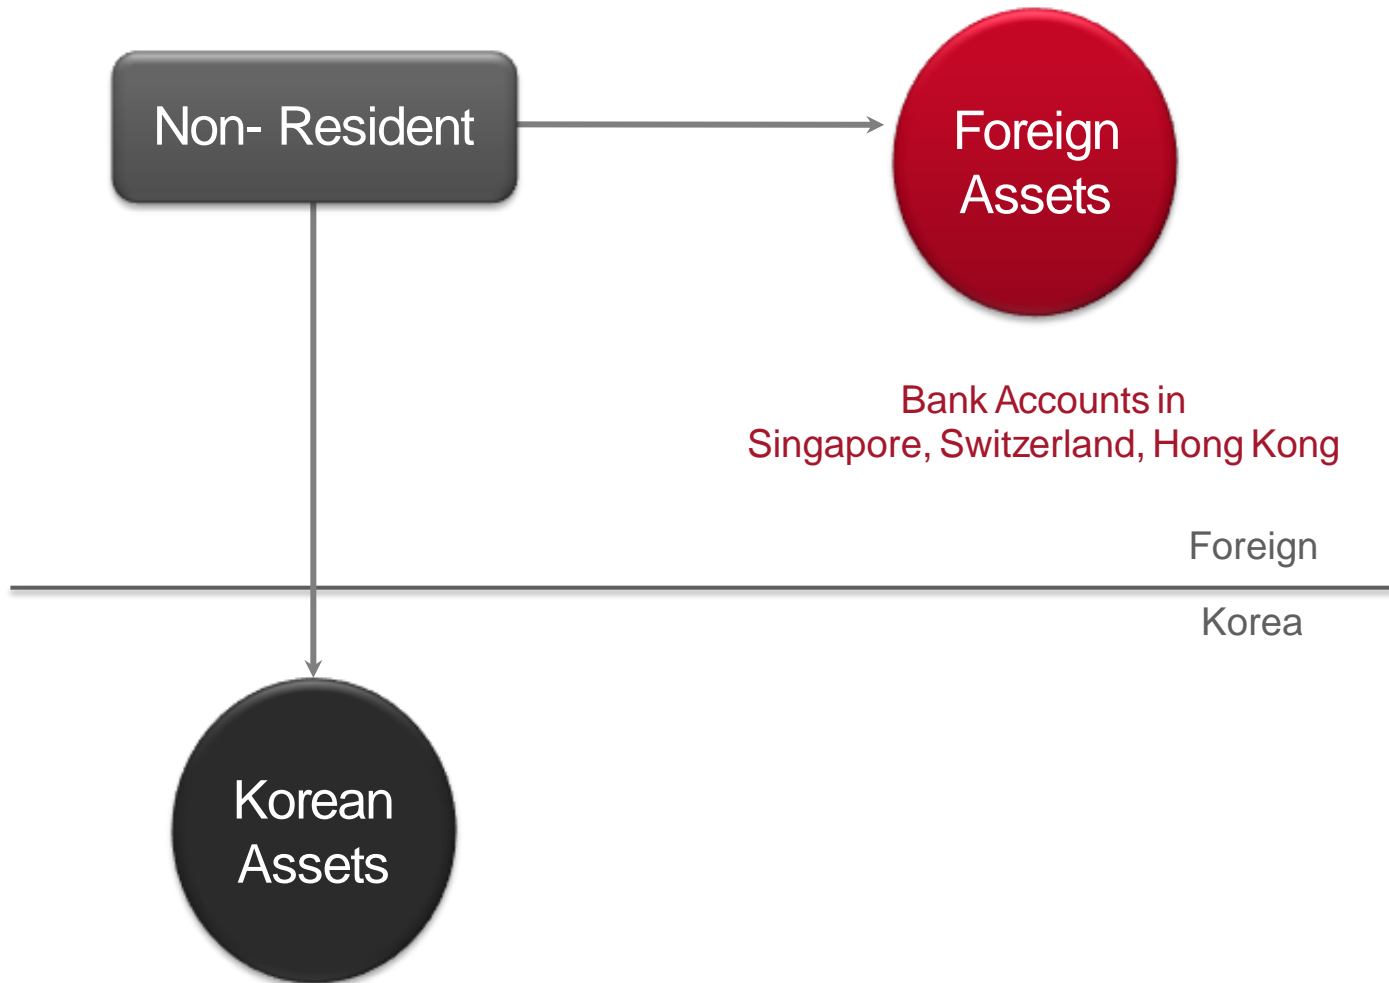 Non- Resident
Foreign
Assets
Bank Accounts in
Singapore, Switzerland, Hong Kong
Foreign
Korea
Korean
Assets